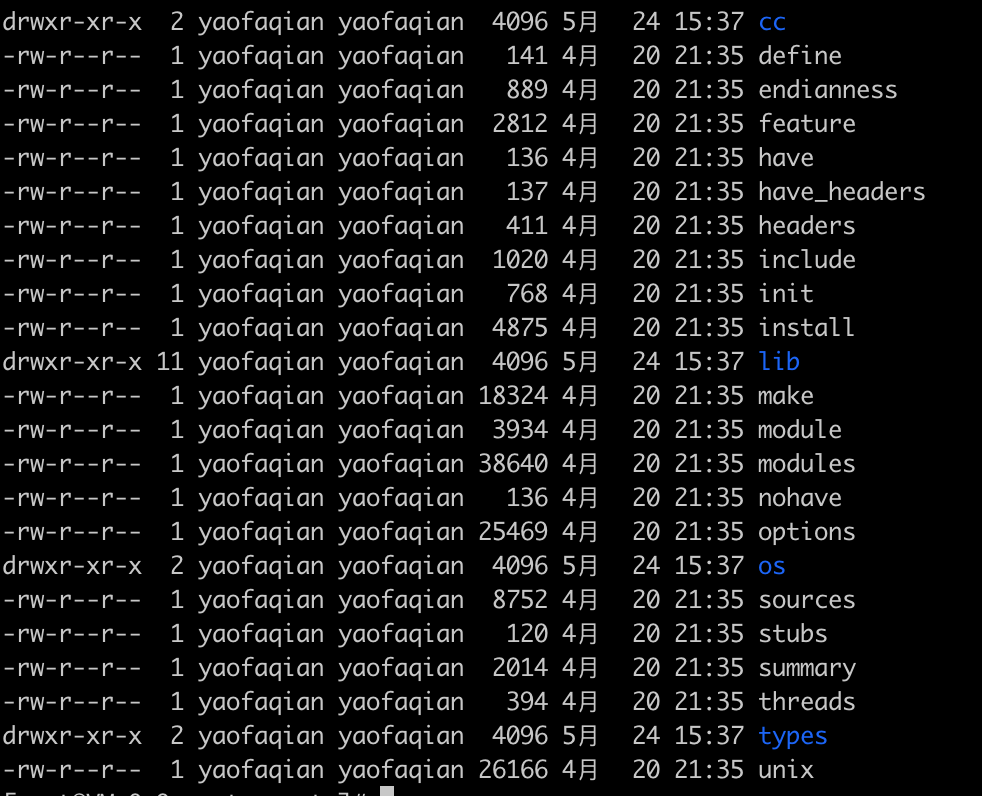 drwxr-xr-x  2 yaofaqian yaofaqian  4096 5月  24 15:37 cc
-rw-r--r--  1 yaofaqian yaofaqian   141 4月  20 21:35 define
-rw-r--r--  1 yaofaqian yaofaqian   889 4月  20 21:35 endianness
-rw-r--r--  1 yaofaqian yaofaqian  2812 4月  20 21:35 feature
-rw-r--r--  1 yaofaqian yaofaqian   136 4月  20 21:35 have
-rw-r--r--  1 yaofaqian yaofaqian   137 4月  20 21:35 have_headers
-rw-r--r--  1 yaofaqian yaofaqian   411 4月  20 21:35 headers
-rw-r--r--  1 yaofaqian yaofaqian  1020 4月  20 21:35 include
-rw-r--r--  1 yaofaqian yaofaqian   768 4月  20 21:35 init
-rw-r--r--  1 yaofaqian yaofaqian  4875 4月  20 21:35 install
drwxr-xr-x 11 yaofaqian yaofaqian  4096 5月  24 15:37 lib
-rw-r--r--  1 yaofaqian yaofaqian 18324 4月  20 21:35 make
-rw-r--r--  1 yaofaqian yaofaqian  3934 4月  20 21:35 module
-rw-r--r--  1 yaofaqian yaofaqian 38640 4月  20 21:35 modules
-rw-r--r--  1 yaofaqian yaofaqian   136 4月  20 21:35 nohave
-rw-r--r--  1 yaofaqian yaofaqian 25469 4月  20 21:35 options
drwxr-xr-x  2 yaofaqian yaofaqian  4096 5月  24 15:37 os
-rw-r--r--  1 yaofaqian yaofaqian  8752 4月  20 21:35 sources
-rw-r--r--  1 yaofaqian yaofaqian   120 4月  20 21:35 stubs
-rw-r--r--  1 yaofaqian yaofaqian  2014 4月  20 21:35 summary
-rw-r--r--  1 yaofaqian yaofaqian   394 4月  20 21:35 threads
drwxr-xr-x  2 yaofaqian yaofaqian  4096 5月  24 15:37 types
-rw-r--r--  1 yaofaqian yaofaqian 26166 4月  20 21:35 unix